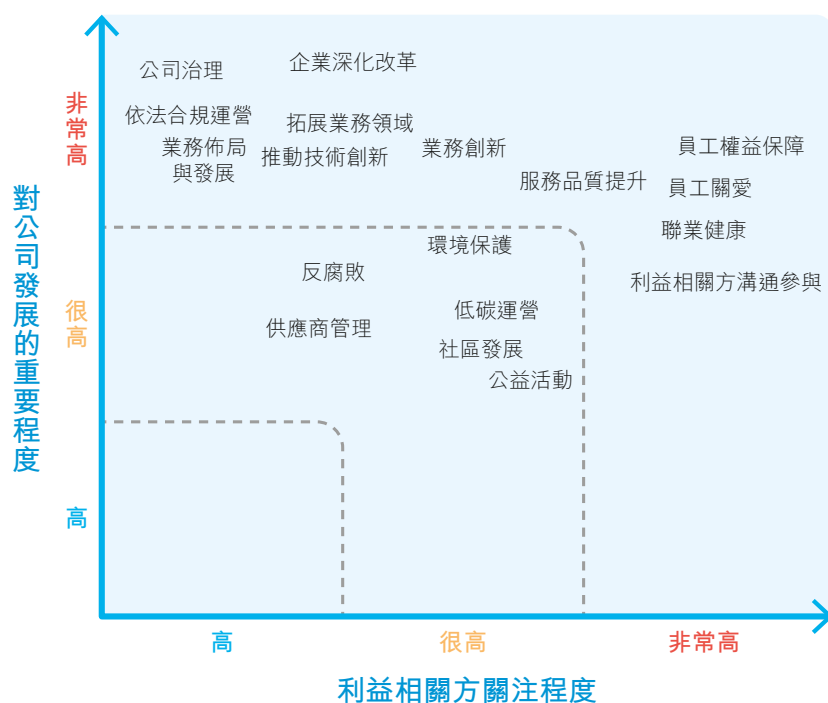 企業深化改革
公司治理
非常高
依法合規運營
拓展業務領域
業務佈局
與發展
推動技術創新
業務創新
員工權益保障
服務品質提升
員工關愛
對公司發展的重要程度
聯業健康
環境保護
反腐敗
利益相關方溝通參與
很高
低碳運營
供應商管理
社區發展
公益活動
高
高
很高
非常高
利益相關方關注程度